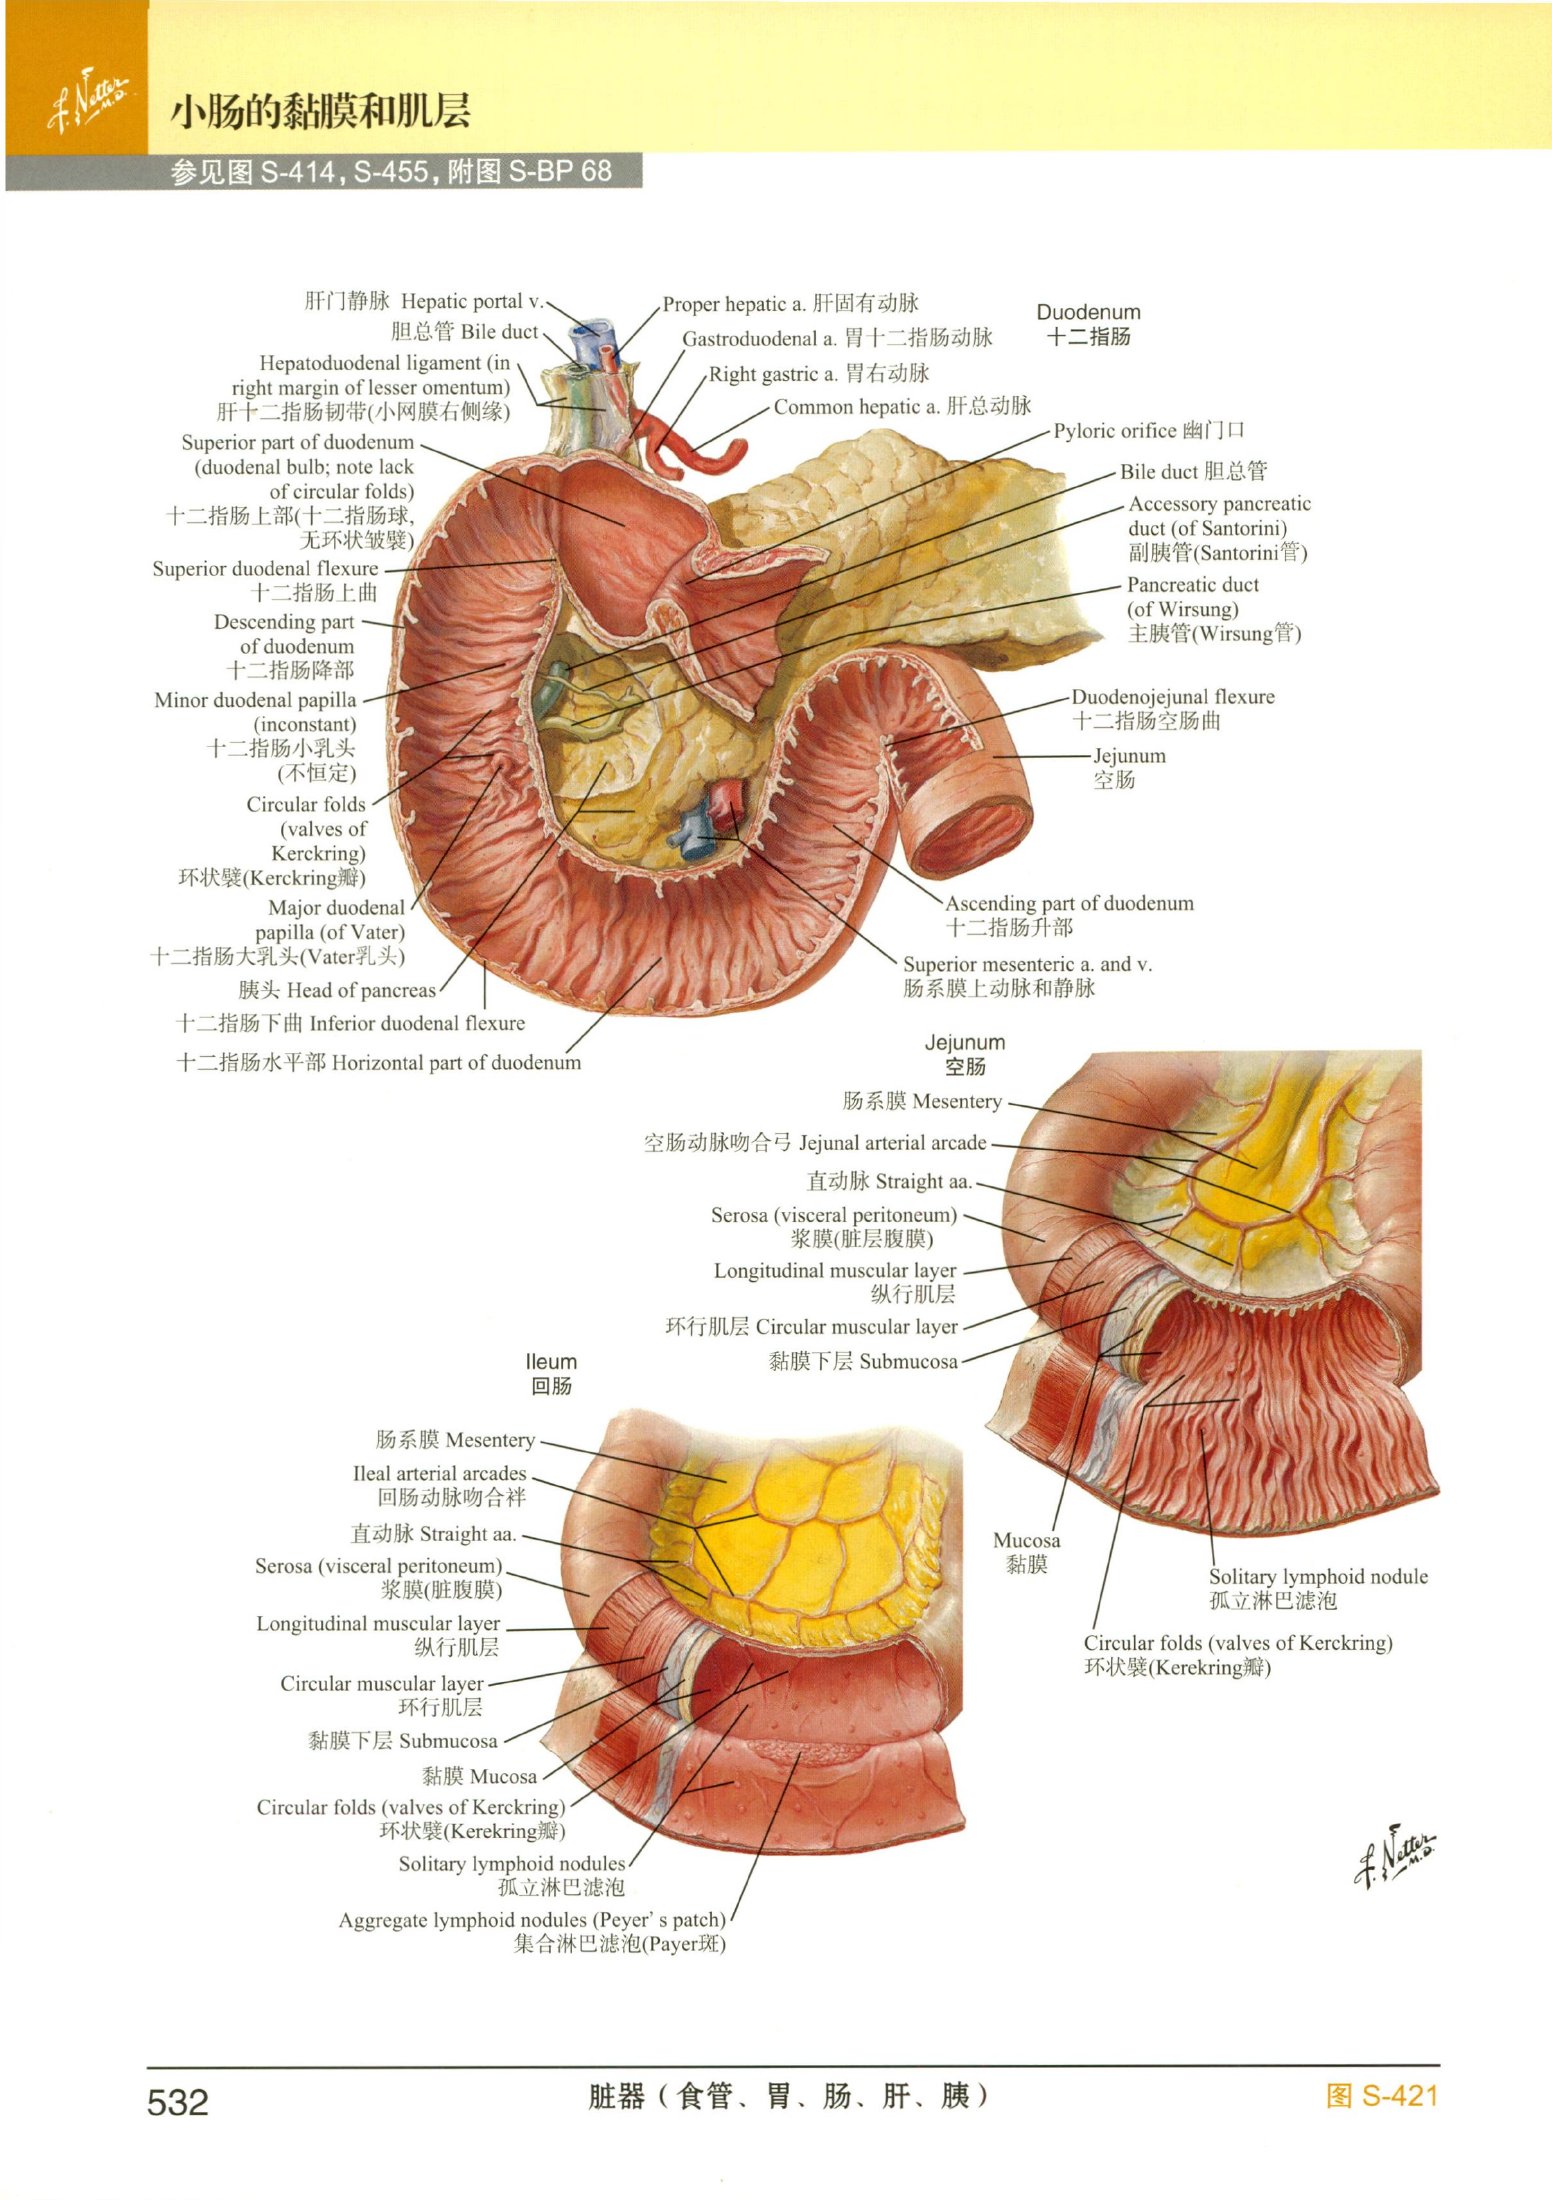 F. Netter M.D.
小肠的黏膜和肌层
参见图 S-414, S-455, 附图 S-BP 68
肝门静脉 Hepatic portal v.
胆总管 Bile duct
Hepatoduodenal ligament (in
right margin of lesser omentum)
肝十二指肠韧带(小网膜右侧缘)
Superior part of duodenum
(duodenal bulb; note lack
of circular folds)
十二指肠上部(十二指肠球,
无环状皱襞)
Superior duodenal flexure
十二指肠上曲
Descending part
of duodenum
十二指肠降部
Minor duodenal papilla
(inconstant)
十二指肠小乳头
(不恒定)
Circular folds
(valves of
Kerckring)
环状襞(Kerckring瓣)
Major duodenal
papilla (of Vater)
十二指肠大乳头(Vater乳头)
胰头 Head of pancreas
十二指肠下曲 Inferior duodenal flexure
十二指肠水平部 Horizontal part of duodenum
Proper hepatic a. 肝固有动脉
Gastroduodenal a. 胃十二指肠动脉
Right gastric a. 胃右动脉
Common hepatic a. 肝总动脉
Duodenum
十二指肠
Pyloric orifice 幽门口
Bile duct 胆总管
Accessory pancreatic
duct (of Santorini)
副胰管(Santorini管)
Pancreatic duct
(of Wirsung)
主胰管(Wirsung管)
Duodenojejunal flexure
十二指肠空肠曲
Jejunum
空肠
Ascending part of duodenum
十二指肠升部
Superior mesenteric a. and v.
肠系膜上动脉和静脉
Jejunum
空肠
肠系膜 Mesentery
空肠动脉吻合弓 Jejunal arterial arcade
直动脉 Straight aa.
Serosa (visceral peritoneum)
浆膜(脏层腹膜)
Longitudinal muscular layer
纵行肌层
环行肌层 Circular muscular layer
黏膜下层 Submucosa
Mucosa
黏膜
Solitary lymphoid nodule
孤立淋巴滤泡
Circular folds (valves of Kerckring)
环状襞(Kerekring瓣)
Ileum
回肠
肠系膜 Mesentery
Ileal arterial arcades
回肠动脉吻合袢
直动脉 Straight aa.
Serosa (visceral peritoneum)
浆膜(脏腹膜)
Longitudinal muscular layer
纵行肌层
Circular muscular layer
环行肌层
黏膜下层 Submucosa
黏膜 Mucosa
Circular folds (valves of Kerckring)
环状襞(Kerekring瓣)
Solitary lymphoid nodules
孤立淋巴滤泡
Aggregate lymphoid nodules (Peyer' s patch)
集合淋巴滤泡(Payer斑)
F. Netter M.D.
532
脏器（食管、胃、肠、肝、胰）
图 S-421